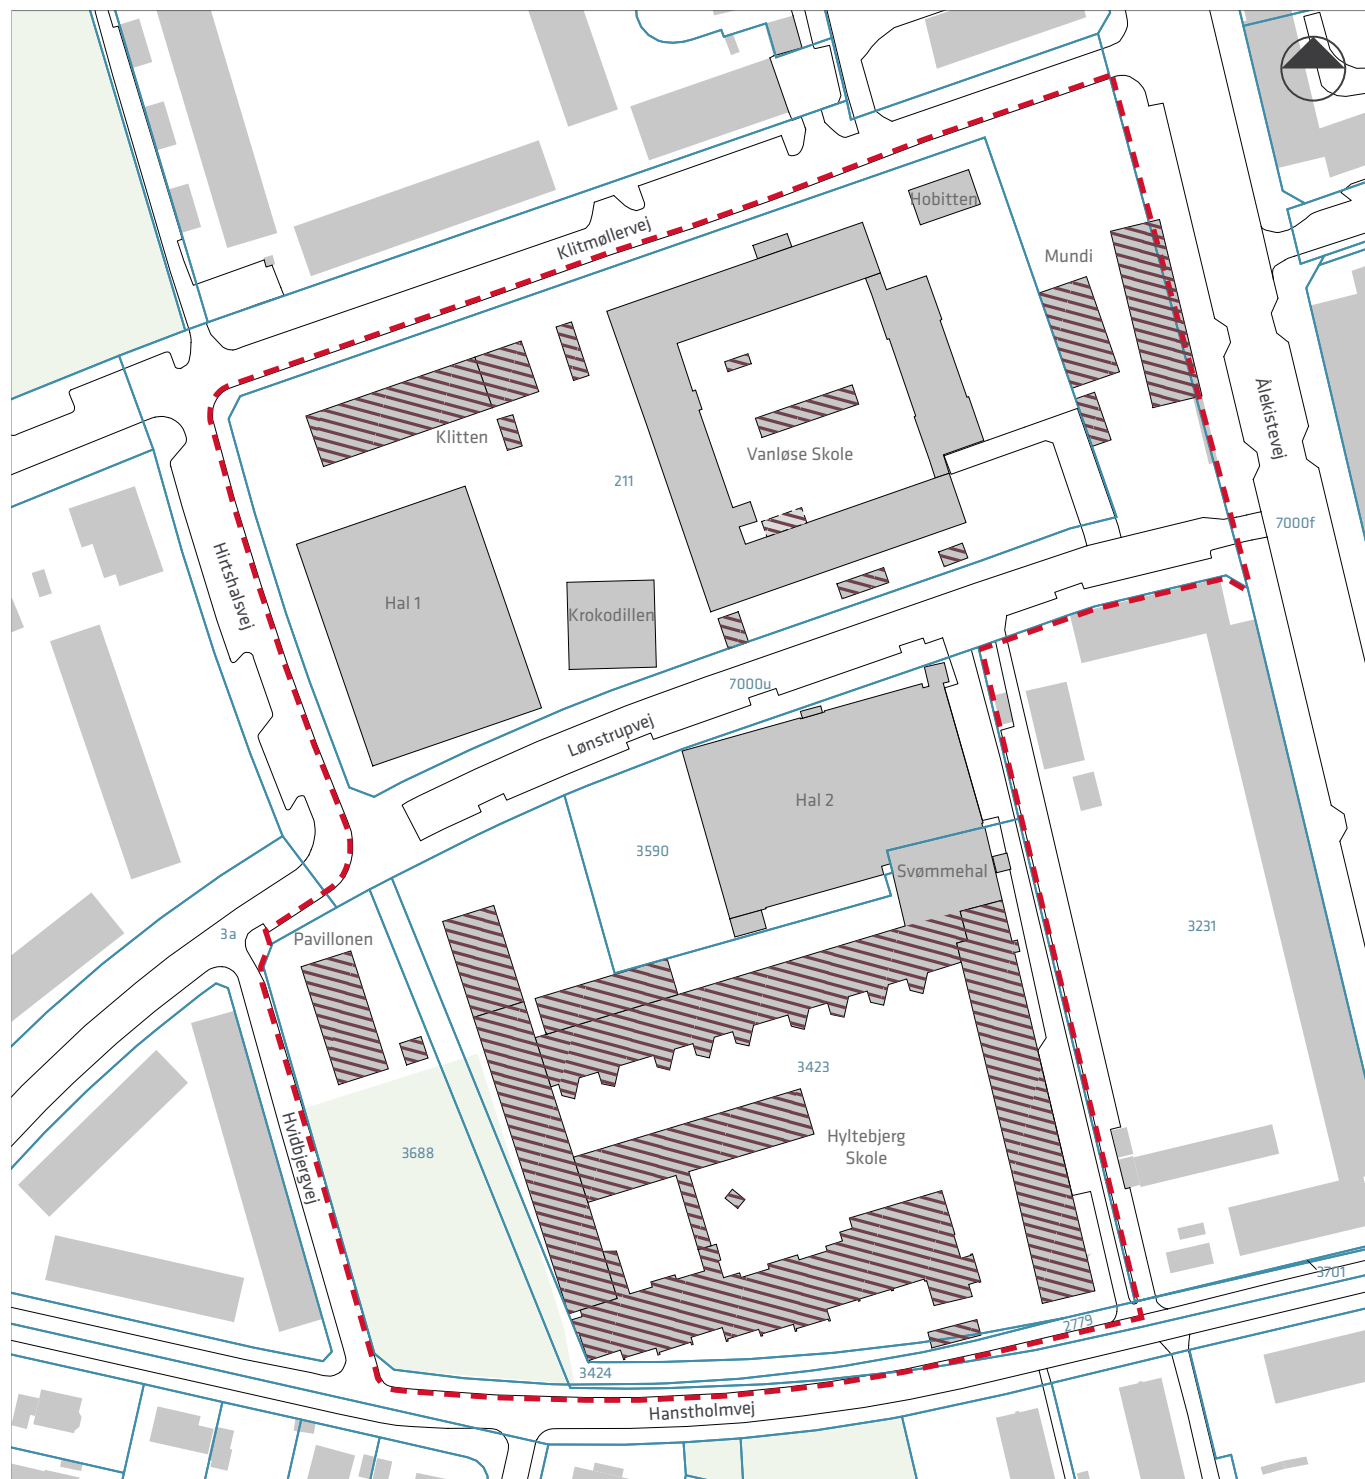 Hobitten
Klitmøllervej
Mundi
Klitten
Vanløse Skole
Ålekistevej
211
7000f
Hirtshalsvej
Hal 1
Krokodillen
7000u
Lønstrupvej
Hal 2
3590
Svømmehal
3a
Pavillonen
3231
3423
Hvidbjergvej
3688
Hyltebjerg
Skole
3701
2779
3424
Hanstholmvej